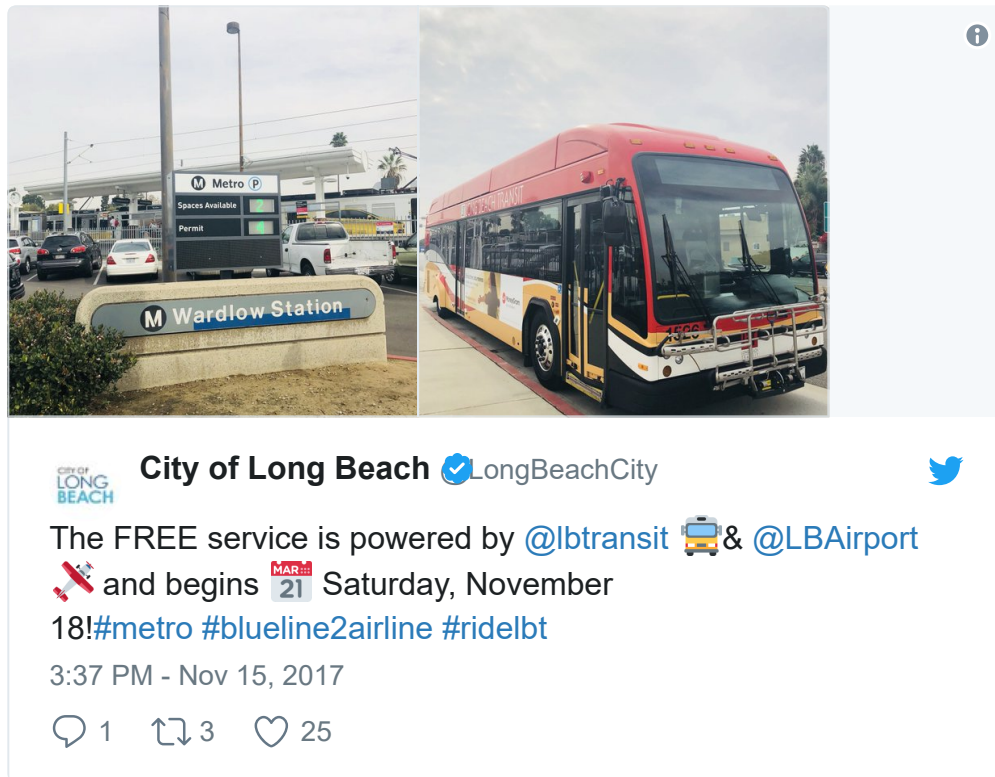 M Metro P
Spaces Available 2
Permit 4
M Wardlow Station
LONG BEACH TRANSIT
CITY OF
LONG
BEACH
City of Long Beach @LongBeachCity
The FREE service is powered by @lbtransit 🚍& @LBAirport
🛩 and begins 📅 Saturday, November
18!#metro #blueline2airline #ridelbt
3:37 PM - Nov 15, 2017
1 3 25